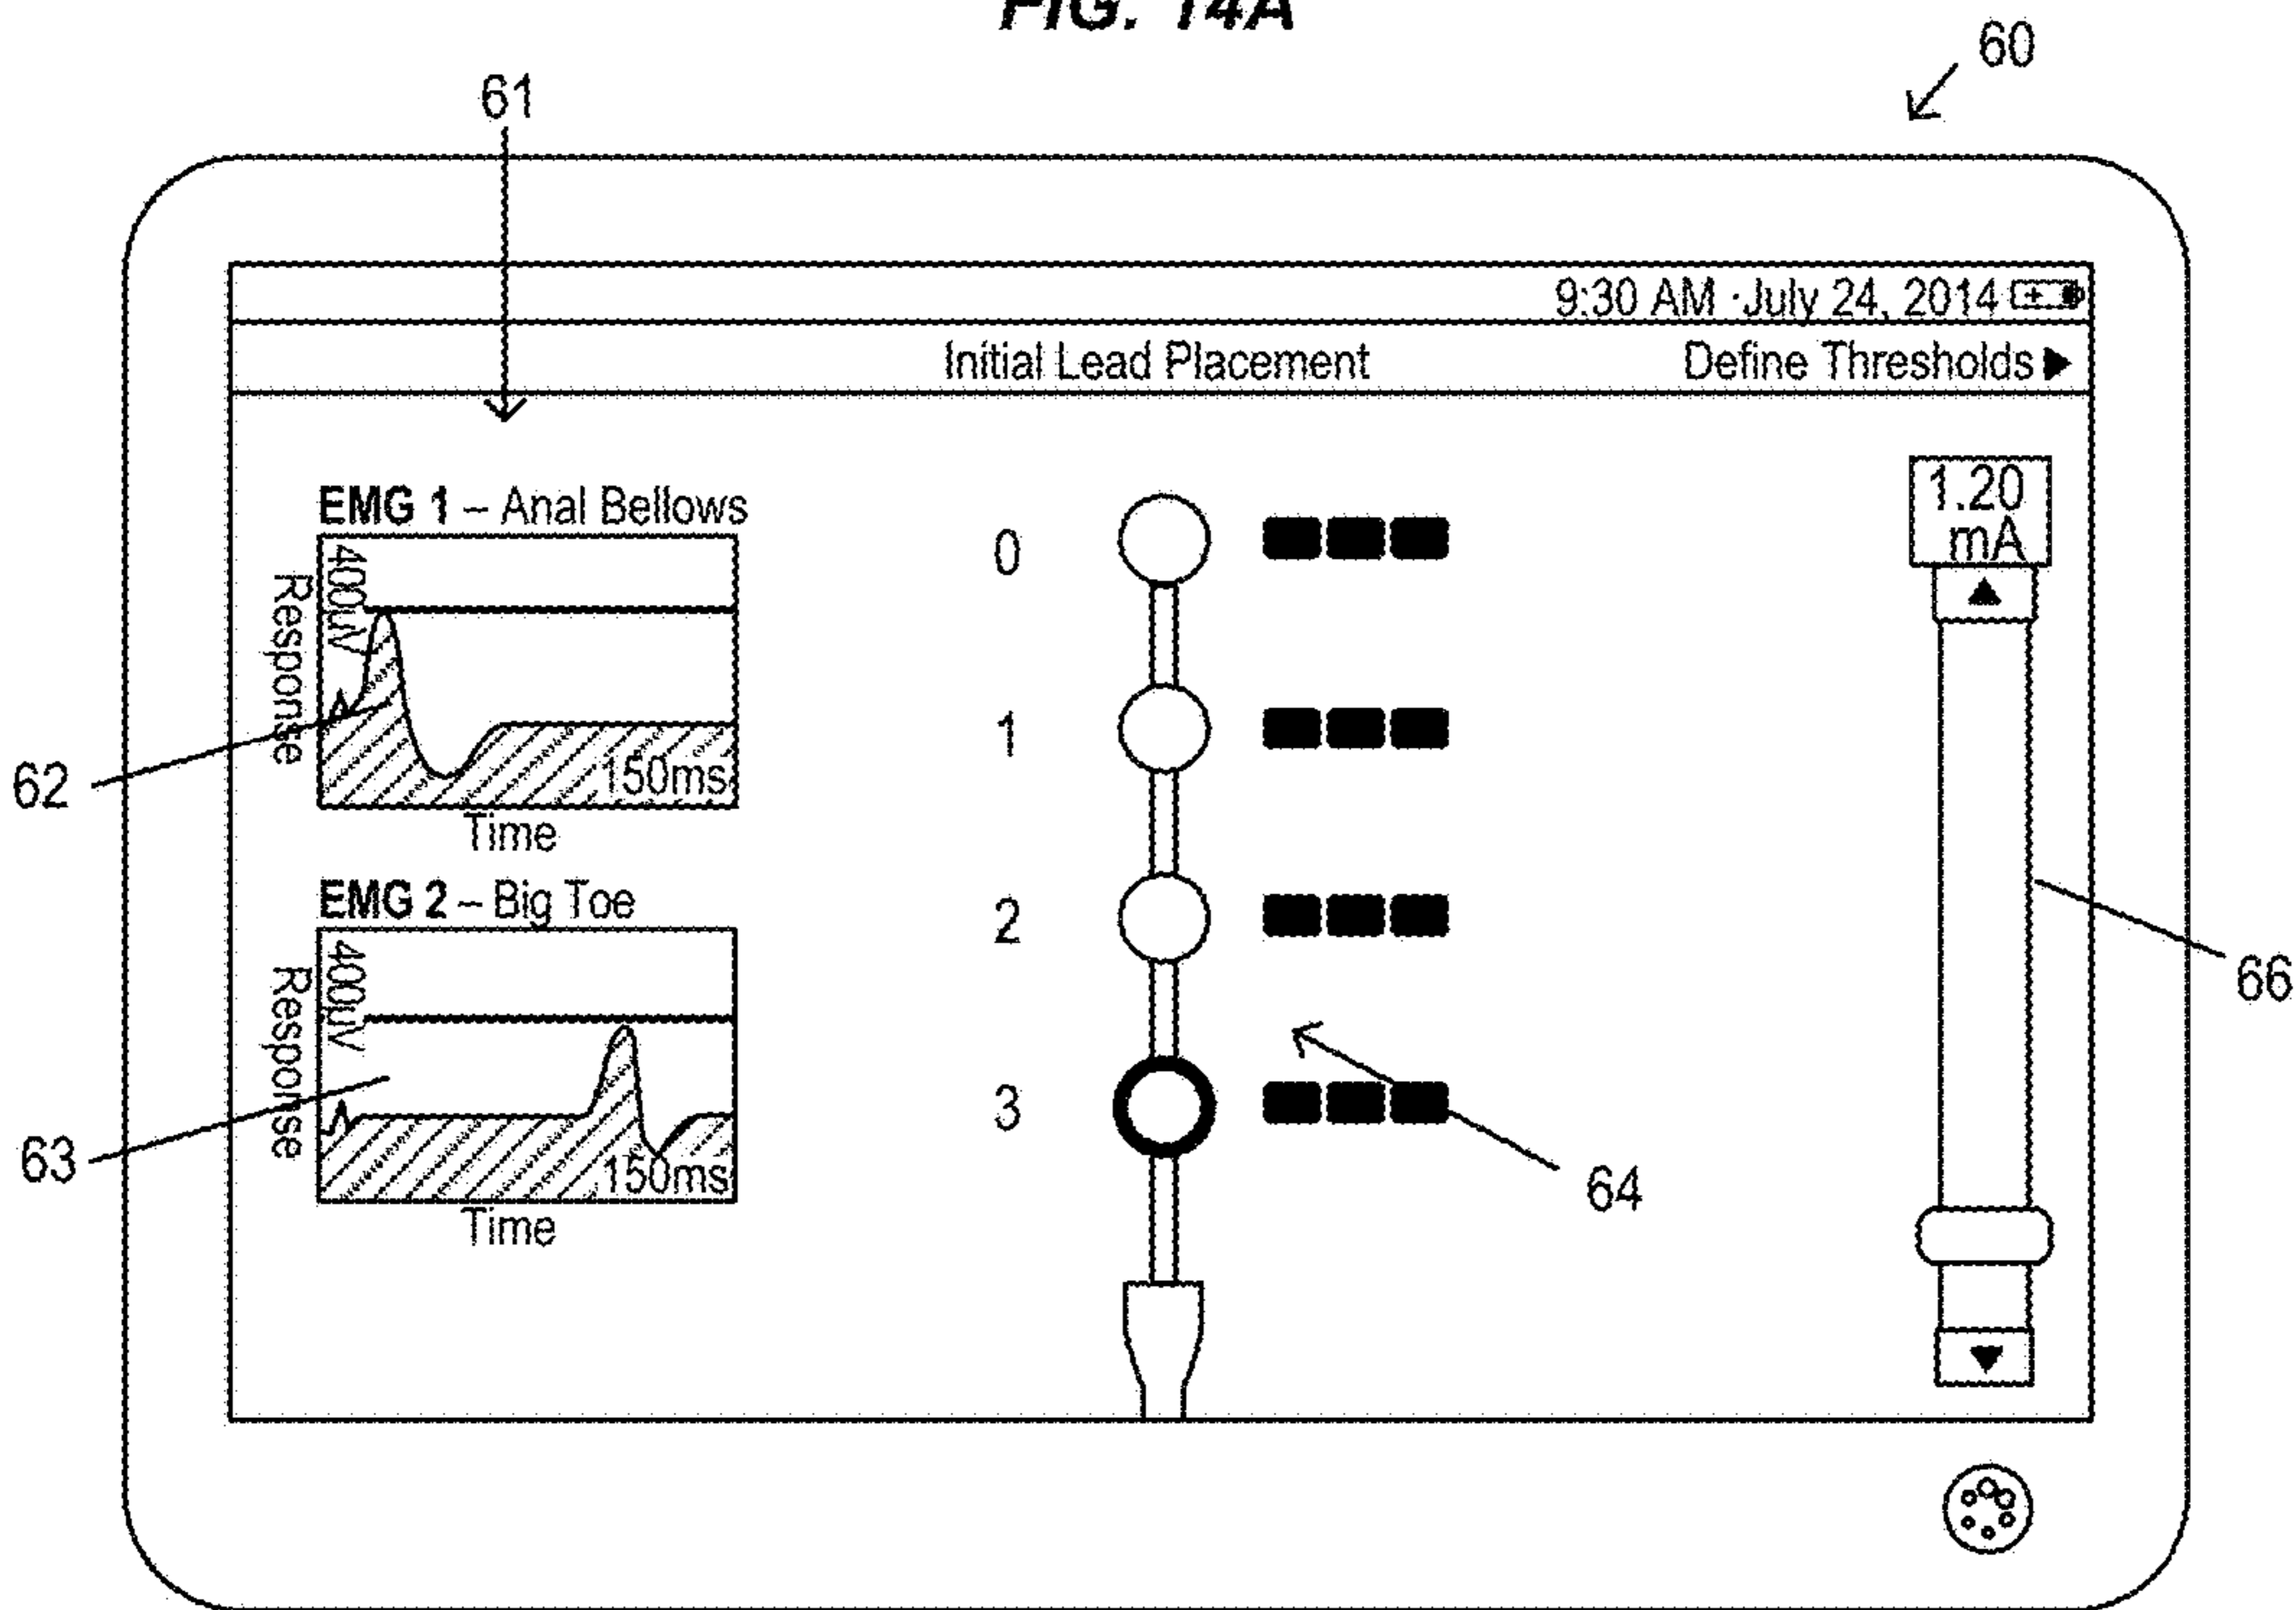 FIG. 14A
60
61
9:30 AM · July 24, 2014
Initial Lead Placement
Define Thresholds ▶
EMG 1 – Anal Bellows
400µV
Response
150ms
Time
62
EMG 2 – Big Toe
400µV
Response
150ms
Time
63
0
1
2
3
64
1.20
mA
66